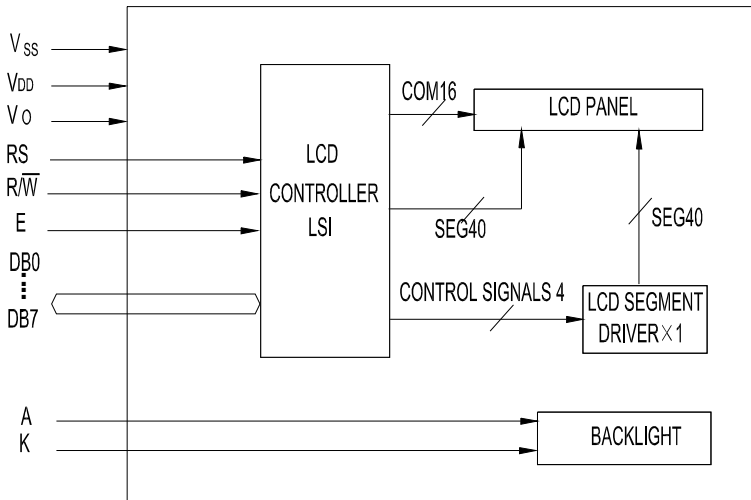 VSS
VDD
VO
RS
R/W̅
E
DB0
DB7
A
K
LCD
CONTROLLER
LSI
COM16
LCD PANEL
SEG40
SEG40
CONTROL SIGNALS 4
LCD SEGMENT
DRIVER×1
BACKLIGHT